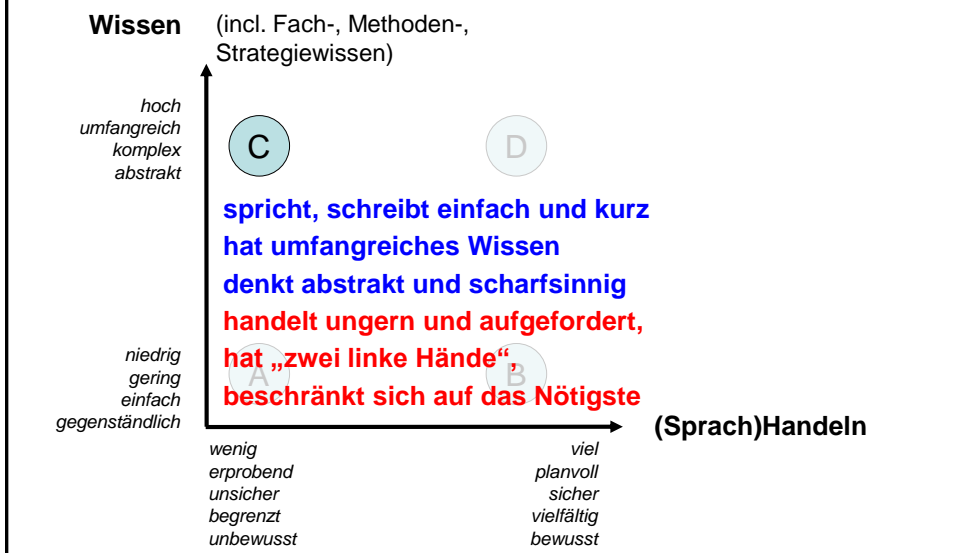 Wissen (incl. Fach-, Methoden-,
Strategiewissen)
hoch
umfangreich
komplex
abstrakt
C
D
spricht, schreibt einfach und kurz
hat umfangreiches Wissen
denkt abstrakt und scharfsinnig
handelt ungern und aufgefordert,
hat „zwei linke Hände“,
beschränkt sich auf das Nötigste
A
B
niedrig
gering
einfach
gegenständlich
(Sprach)Handeln
wenig
erprobend
unsicher
begrenzt
unbewusst
viel
planvoll
sicher
vielfältig
bewusst